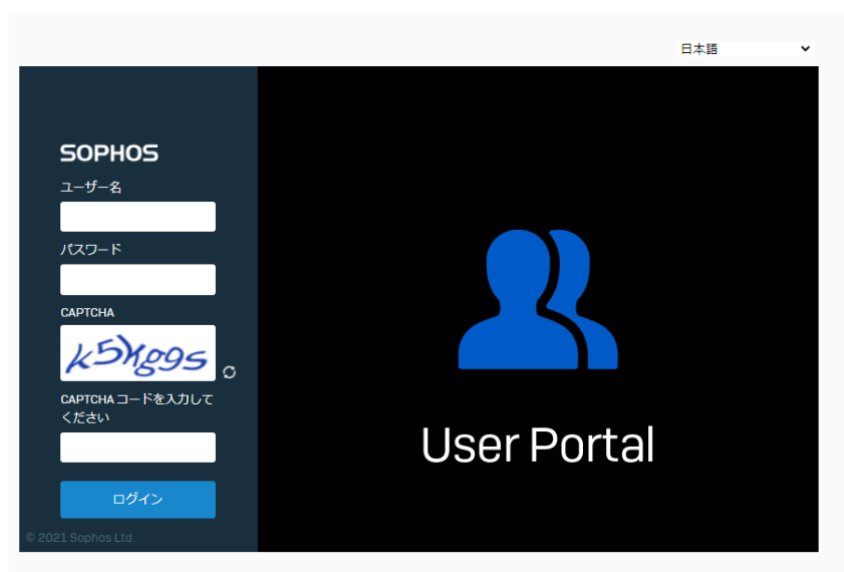 日本語
SOPHOS
ユーザー名
パスワード
CAPTCHA
CAPTCHA コードを入力して
ください
ログイン
© 2021 Sophos Ltd.
User Portal